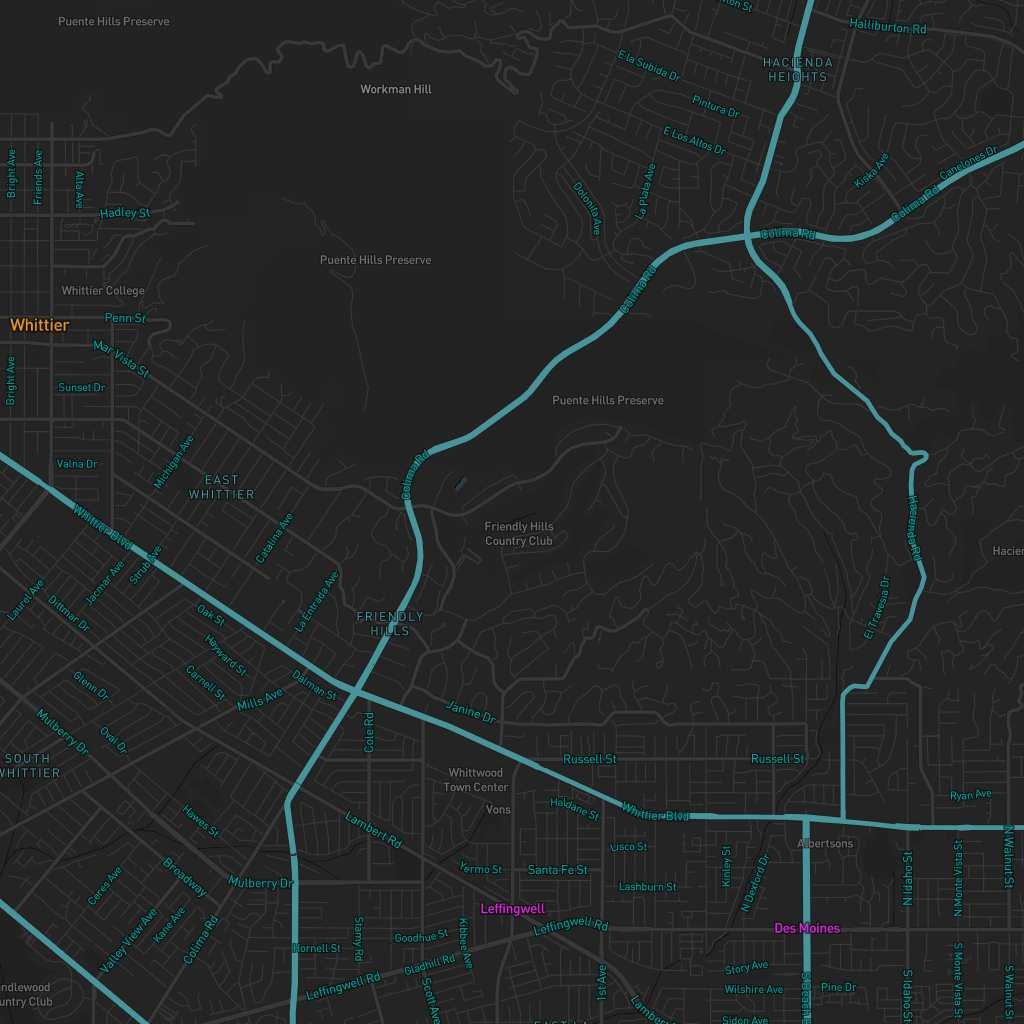 Puente Hills Preserve
Halliburton Rd
E la Subida Dr
HACIENDA
HEIGHTS
Workman Hill
Pintura Dr
E Los Altos Dr
Bright Ave
Friends Ave
Alta Ave
Kiska Ave
Canelones Dr
La Plata Ave
Dolonita Ave
Colima Rd
Hadley St
Colima Rd
Puente Hills Preserve
Colima Rd
Whittier College
Penn St
Whittier
Mar Vista St
Bright Ave
Sunset Dr
Puente Hills Preserve
Michigan Ave
Valna Dr
Colima Rd
EAST
WHITTIER
Whittier Blvd
Catalina Ave
Friendly Hills
Country Club
Hacienda Rd
Strub Ave
Jacmar Ave
Laurel Ave
Dittmar Dr
La Entrada Ave
El Travesia Dr
Oak St
FRIENDLY
HILLS
Hayward St
Carnell St
Glenn Dr
Dalman St
Mills Ave
Janine Dr
Mulberry Dr
Oval Dr
Cole Rd
SOUTH
WHITTIER
Russell St
Russell St
Whittwood
Town Center
Ryan Ave
Vons
Haldane St
Whittier Blvd
Hawes St
Lambert Rd
Albertsons
N Walnut St
Lisco St
Kinley St
N Idaho St
N Monte Vista St
Broadway
Yermo St
Santa Fe St
Mulberry Dr
Ceres Ave
Lashburn St
N Dexford Dr
Leffingwell
Kane Ave
Valley View Ave
Colima Rd
Leffingwell Rd
Des Moines
Stamy Rd
Goodhue St
Kibbee Ave
Dornell St
Gladhill Rd
Story Ave
S Monte Vista St
1st Ave
Leffingwell Rd
Scott Ave
Wilshire Ave
Pine Dr
S Idaho St
S Walnut St
Country Club
Sidon Ave